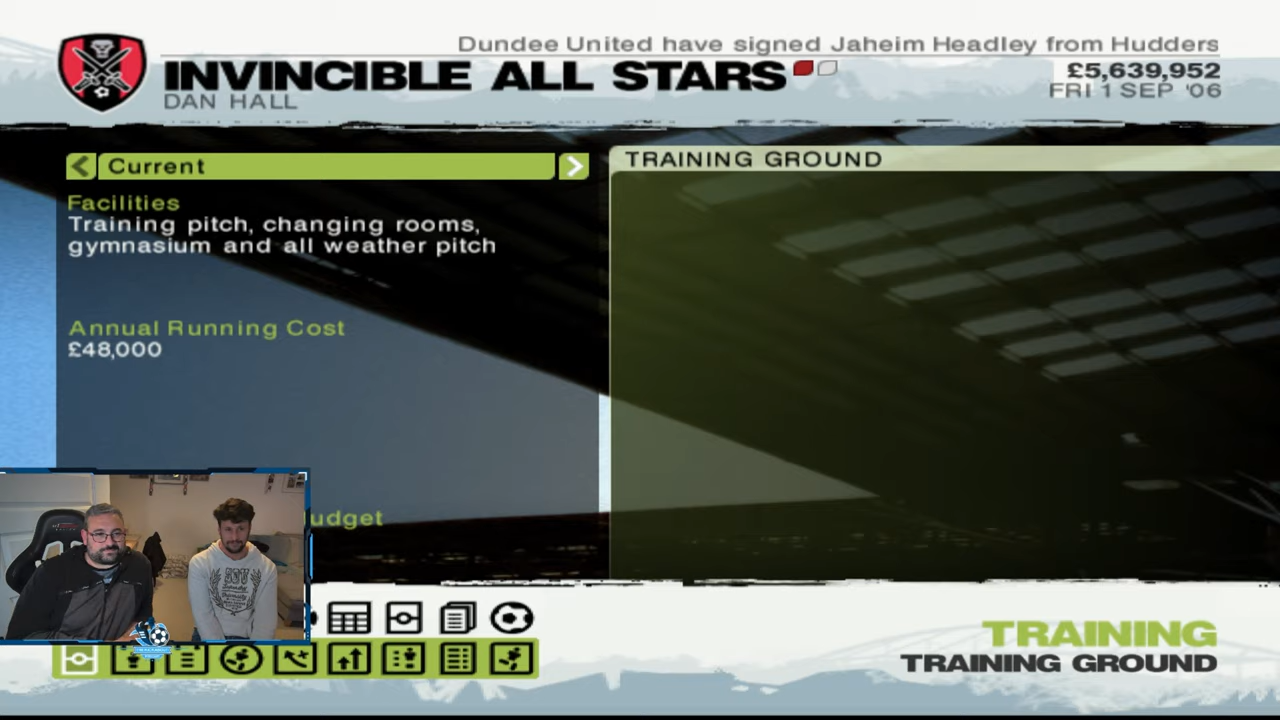 Dundee United have signed Jaheim Headley from Hudders
INVINCIBLE ALL STARS
£5,639,952
DAN HALL
FRI 1 SEP '06
Current
Facilities
Training pitch, changing rooms,
gymnasium and all weather pitch
Annual Running Cost
£48,000
udget
TRAINING GROUND
TRAINING
TRAINING GROUND